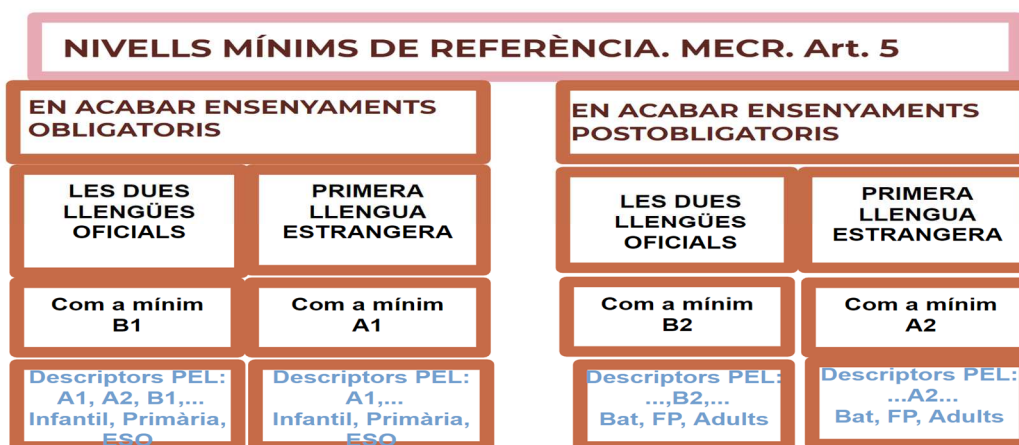 NIVELLS MÍNIMS DE REFERÈNCIA. MECR. Art. 5
EN ACABAR ENSENYAMENTS
OBLIGATORIS
EN ACABAR ENSENYAMENTS
POSTOBLIGATORIS
LES DUES
LLENGÜES
OFICIALS
PRIMERA
LLENGUA
ESTRANGERA
LES DUES
LLENGÜES
OFICIALS
PRIMERA
LLENGUA
ESTRANGERA
Com a mínim
B1
Com a mínim
A1
Com a mínim
B2
Com a mínim
A2
Descriptors PEL:
A1, A2, B1,...
Infantil, Primària,
ESO
Descriptors PEL:
A1,...
Infantil, Primària,
ESO
Descriptors PEL:
...,B2,...
Bat, FP, Adults
Descriptors PEL:
...A2...
Bat, FP, Adults